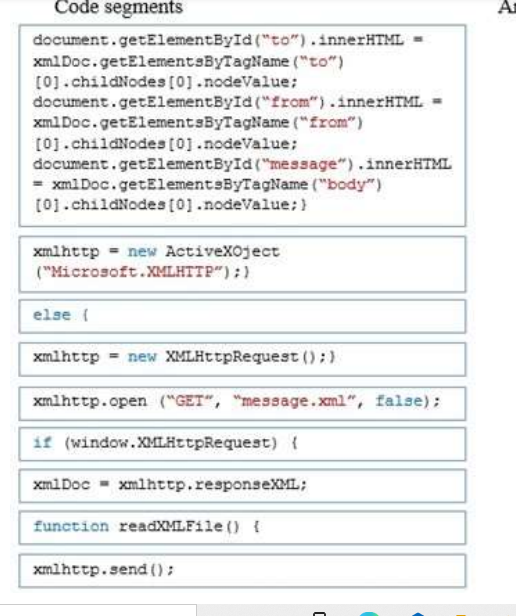 Code segments
document.getElementById("to").innerHTML =
xmlDoc.getElementsByTagName("to")
[0].childNodes[0].nodeValue;
document.getElementById("from").innerHTML =
xmlDoc.getElementsByTagName("from")
[0].childNodes[0].nodeValue;
document.getElementById("message").innerHTML
= xmlDoc.getElementsByTagName("body")
[0].childNodes[0].nodeValue;}
xmlhttp = new ActiveXOject
("Microsoft.XMLHTTP");}
else {
xmlhttp = new XMLHttpRequest();}
xmlhttp.open ("GET", "message.xml", false);
if (window.XMLHttpRequest) {
xmlDoc = xmlhttp.responseXML;
function readXMLFile() {
xmlhttp.send();